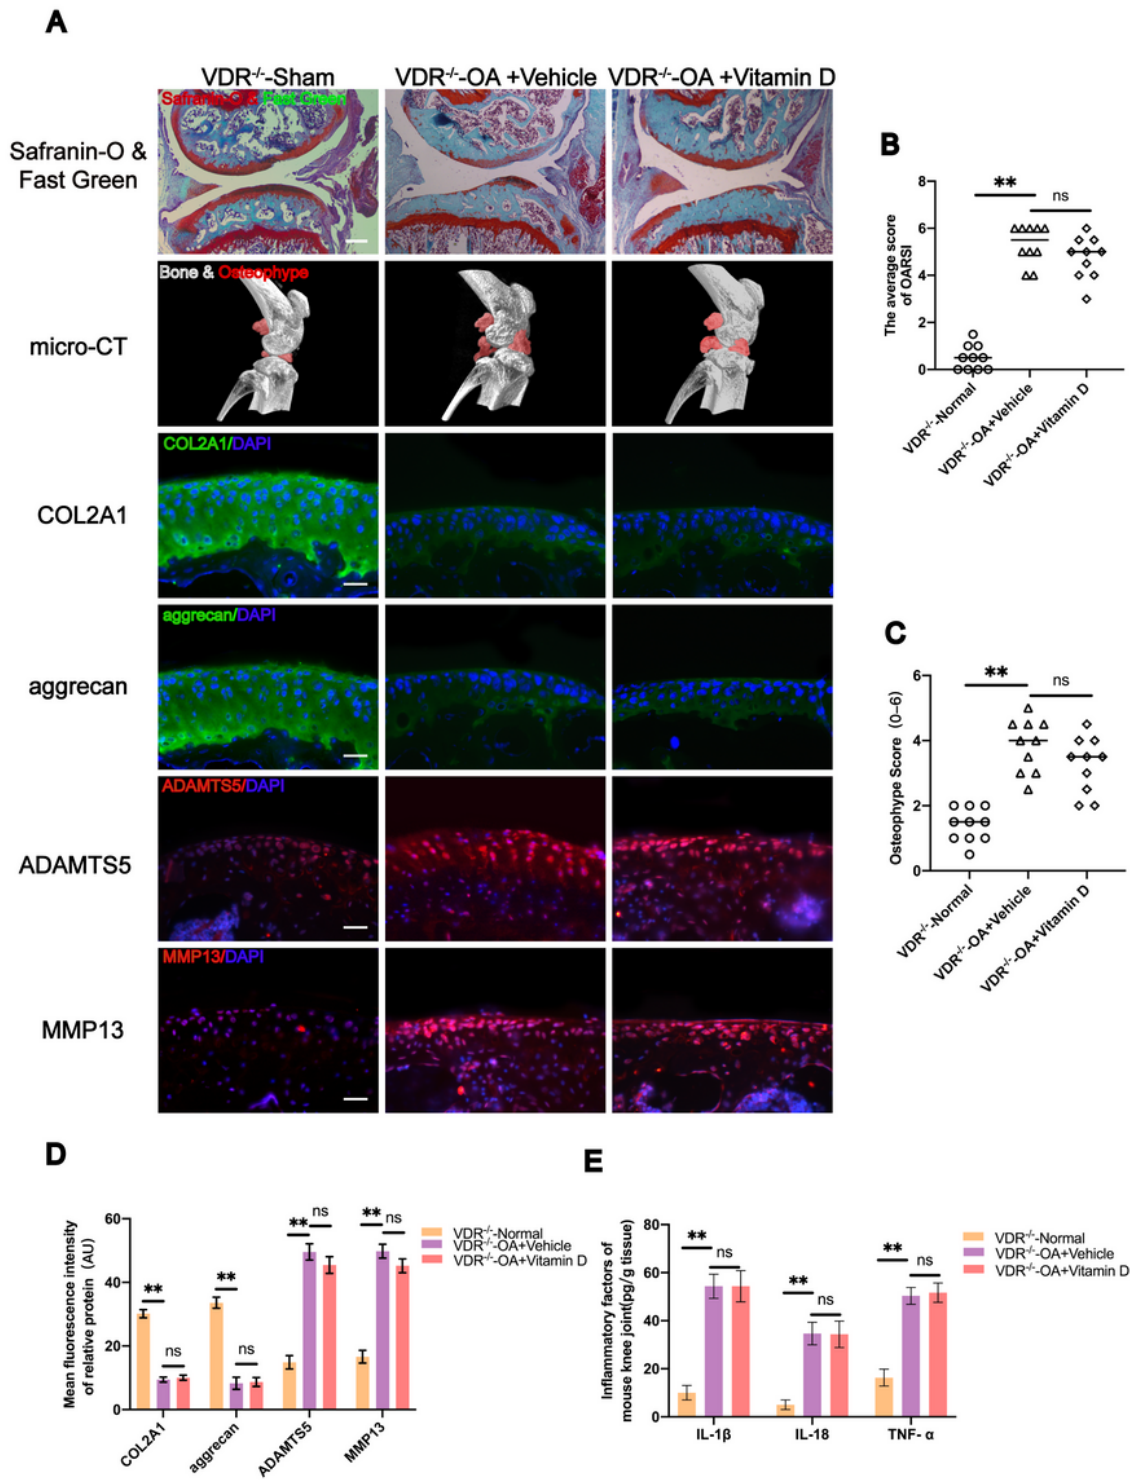 A
VDR-/--Sham
VDR-/--OA +Vehicle
VDR-/--OA +Vitamin D
Safranin-O &
Fast Green
Safranin-O & Fast Green
micro-CT
Bone & Osteophype
COL2A1
COL2A1/DAPI
aggrecan
aggrecan/DAPI
ADAMTS5
ADAMTS5/DAPI
MMP13
MMP13/DAPI
B
The average score
of OARSI
8
6
4
2
0
**
ns
VDR-/--Normal
VDR-/--OA+Vehicle
VDR-/--OA+Vitamin D
C
Osteophype Score (0–6)
6
4
2
0
**
ns
VDR-/--Normal
VDR-/--OA+Vehicle
VDR-/--OA+Vitamin D
D
Mean fluorescence intensity
of relative protein (AU)
60
40
20
0
**
ns
**
ns
**
ns
**
ns
COL2A1
aggrecan
ADAMTS5
MMP13
VDR-/--Normal
VDR-/--OA+Vehicle
VDR-/--OA+Vitamin D
E
Inflammatory factors of
mouse knee joint(pg/g tissue)
80
60
40
20
0
**
ns
**
ns
**
ns
IL-1β
IL-18
TNF- α
VDR-/--Normal
VDR-/--OA+Vehicle
VDR-/--OA+Vitamin D